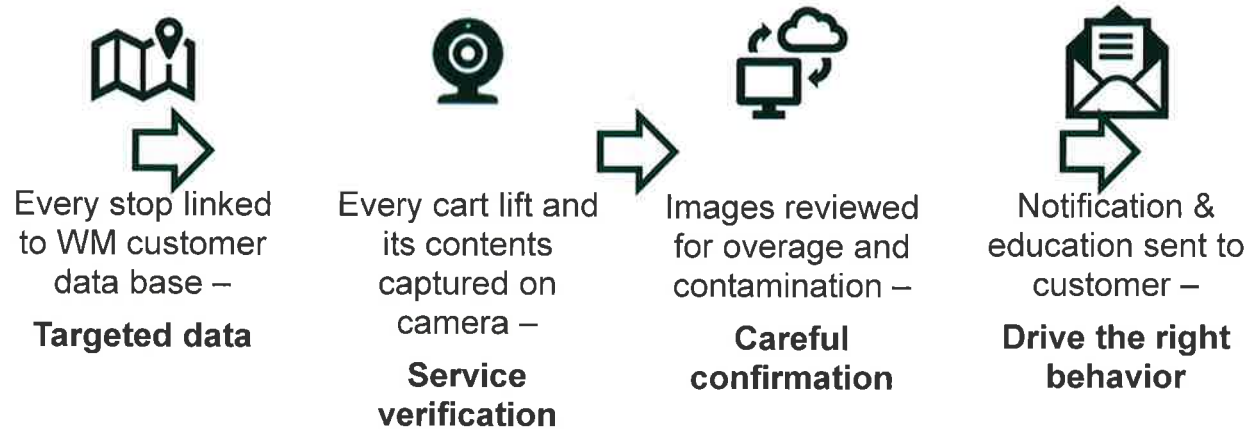 Every stop linked
to WM customer
data base –
Targeted data
Every cart lift and
its contents
captured on
camera –
Service
verification
Images reviewed
for overage and
contamination –
Careful
confirmation
Notification &
education sent to
customer –
Drive the right
behavior